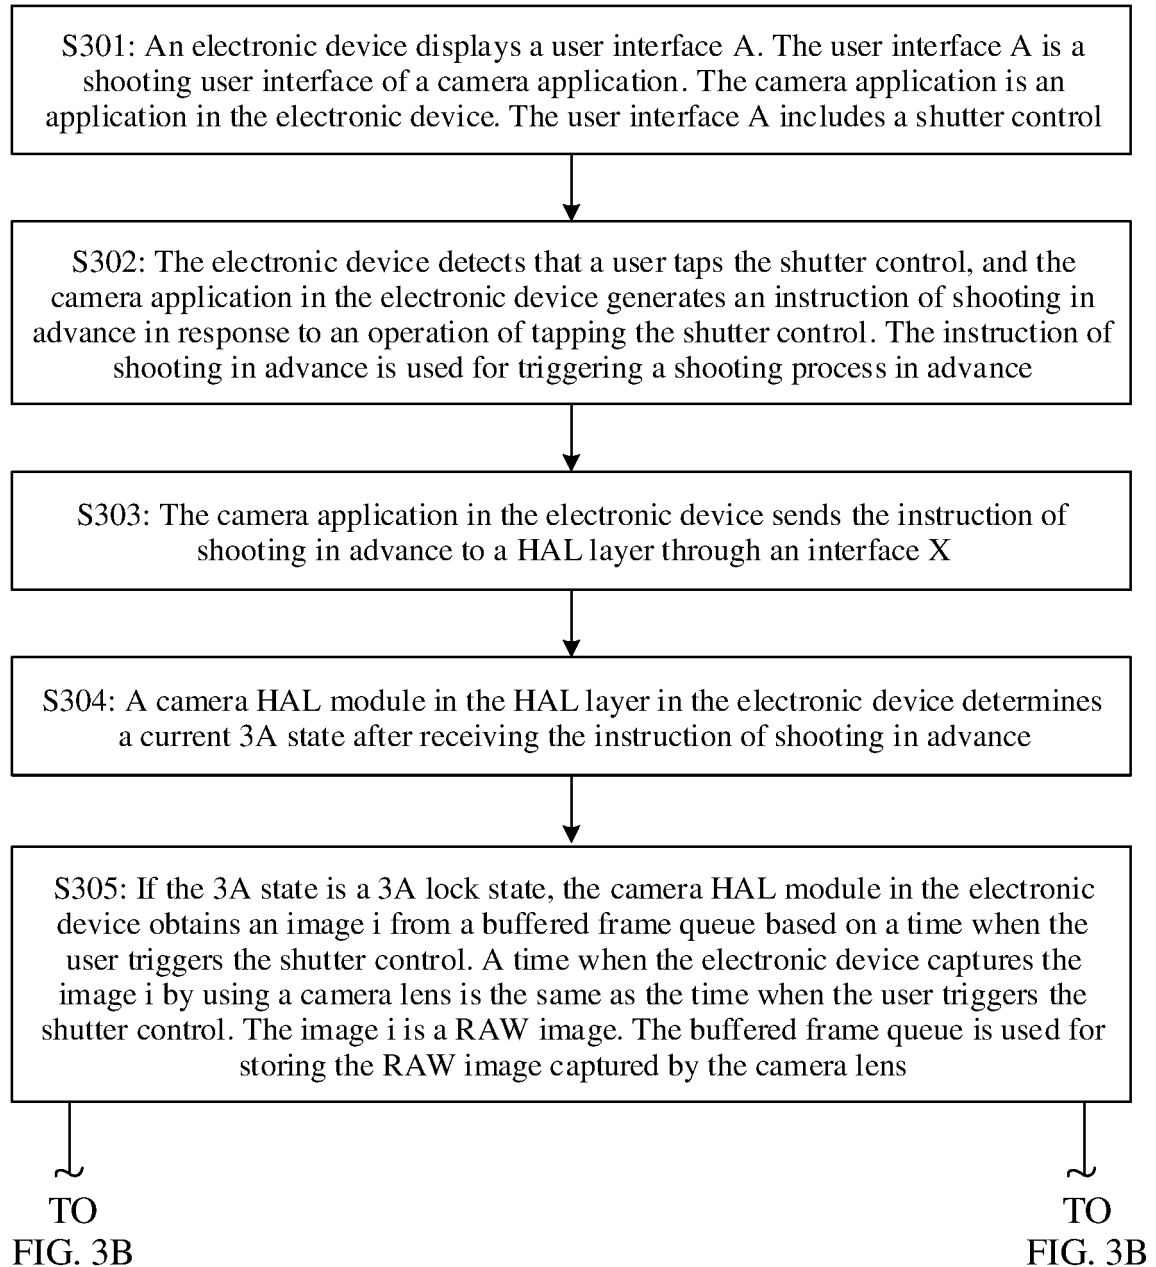 S301: An electronic device displays a user interface A. The user interface A is a
shooting user interface of a camera application. The camera application is an
application in the electronic device. The user interface A includes a shutter control
S302: The electronic device detects that a user taps the shutter control, and the
camera application in the electronic device generates an instruction of shooting in
advance in response to an operation of tapping the shutter control. The instruction of
shooting in advance is used for triggering a shooting process in advance
S303: The camera application in the electronic device sends the instruction of
shooting in advance to a HAL layer through an interface X
S304: A camera HAL module in the HAL layer in the electronic device determines
a current 3A state after receiving the instruction of shooting in advance
S305: If the 3A state is a 3A lock state, the camera HAL module in the electronic
device obtains an image i from a buffered frame queue based on a time when the
user triggers the shutter control. A time when the electronic device captures the
image i by using a camera lens is the same as the time when the user triggers the
shutter control. The image i is a RAW image. The buffered frame queue is used for
storing the RAW image captured by the camera lens
TO
FIG. 3B
TO
FIG. 3B